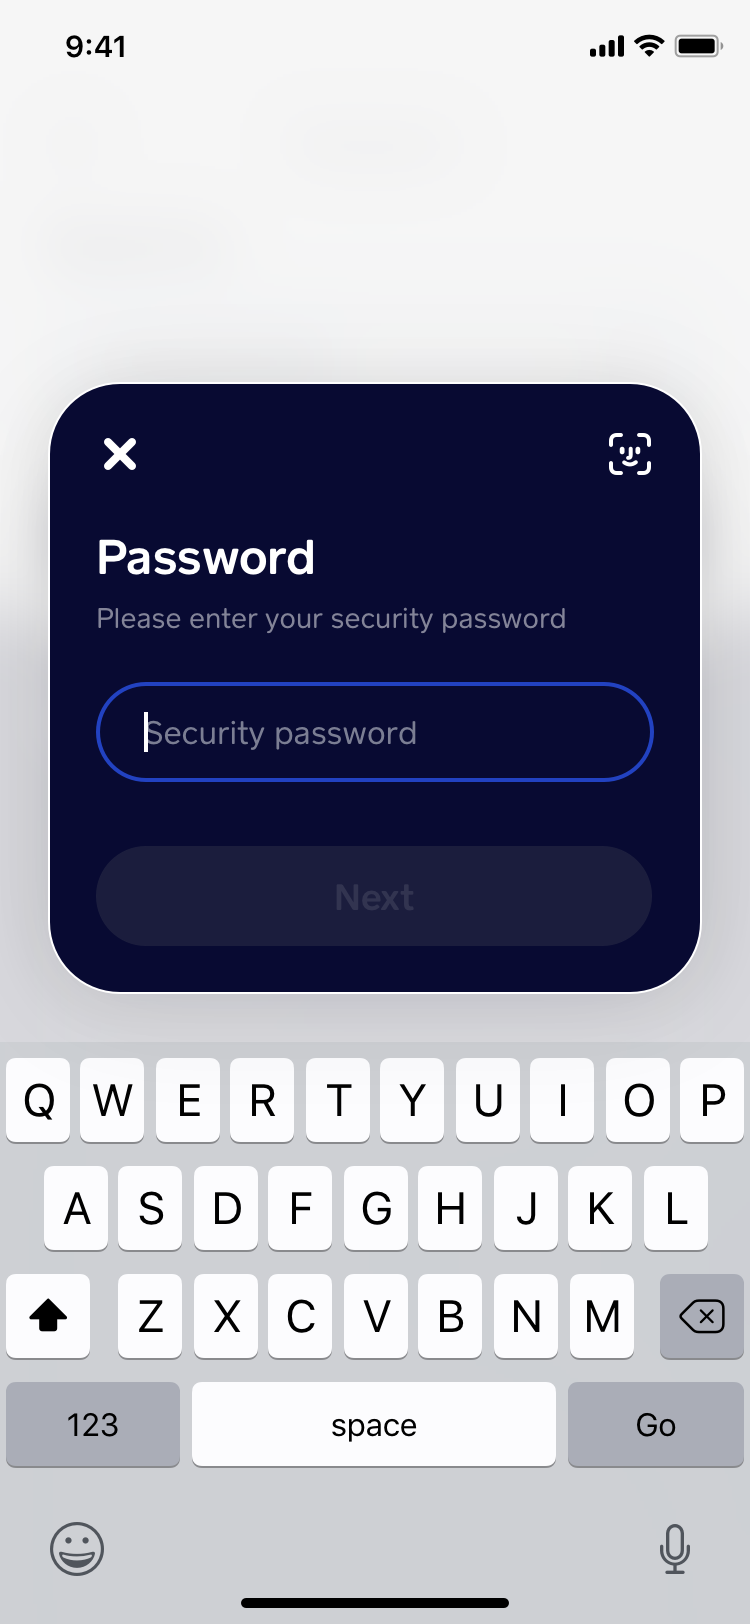 9:41
Password
Please enter your security password
Security password
Next
Q W E R T Y U I O P
A S D F G H J K L
Z X C V B N M
123 space Go